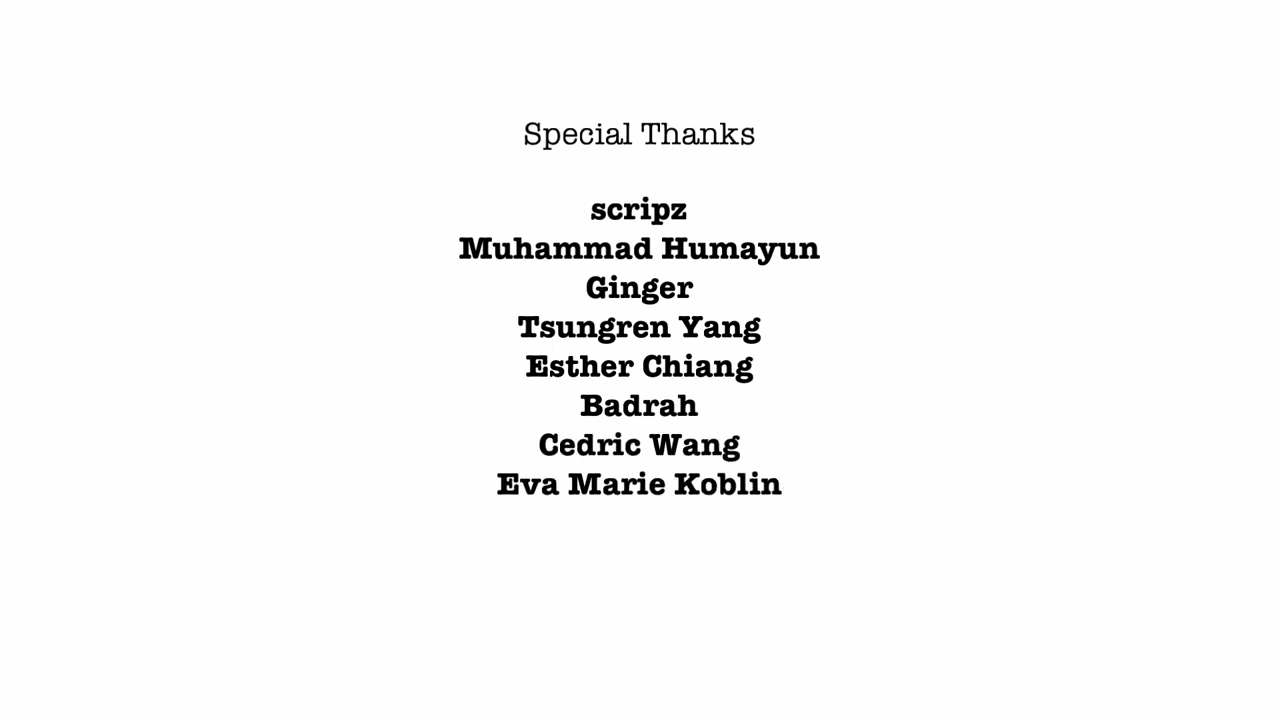 Special Thanks
scripz
Muhammad Humayun
Ginger
Tsungren Yang
Esther Chiang
Badrah
Cedric Wang
Eva Marie Koblin